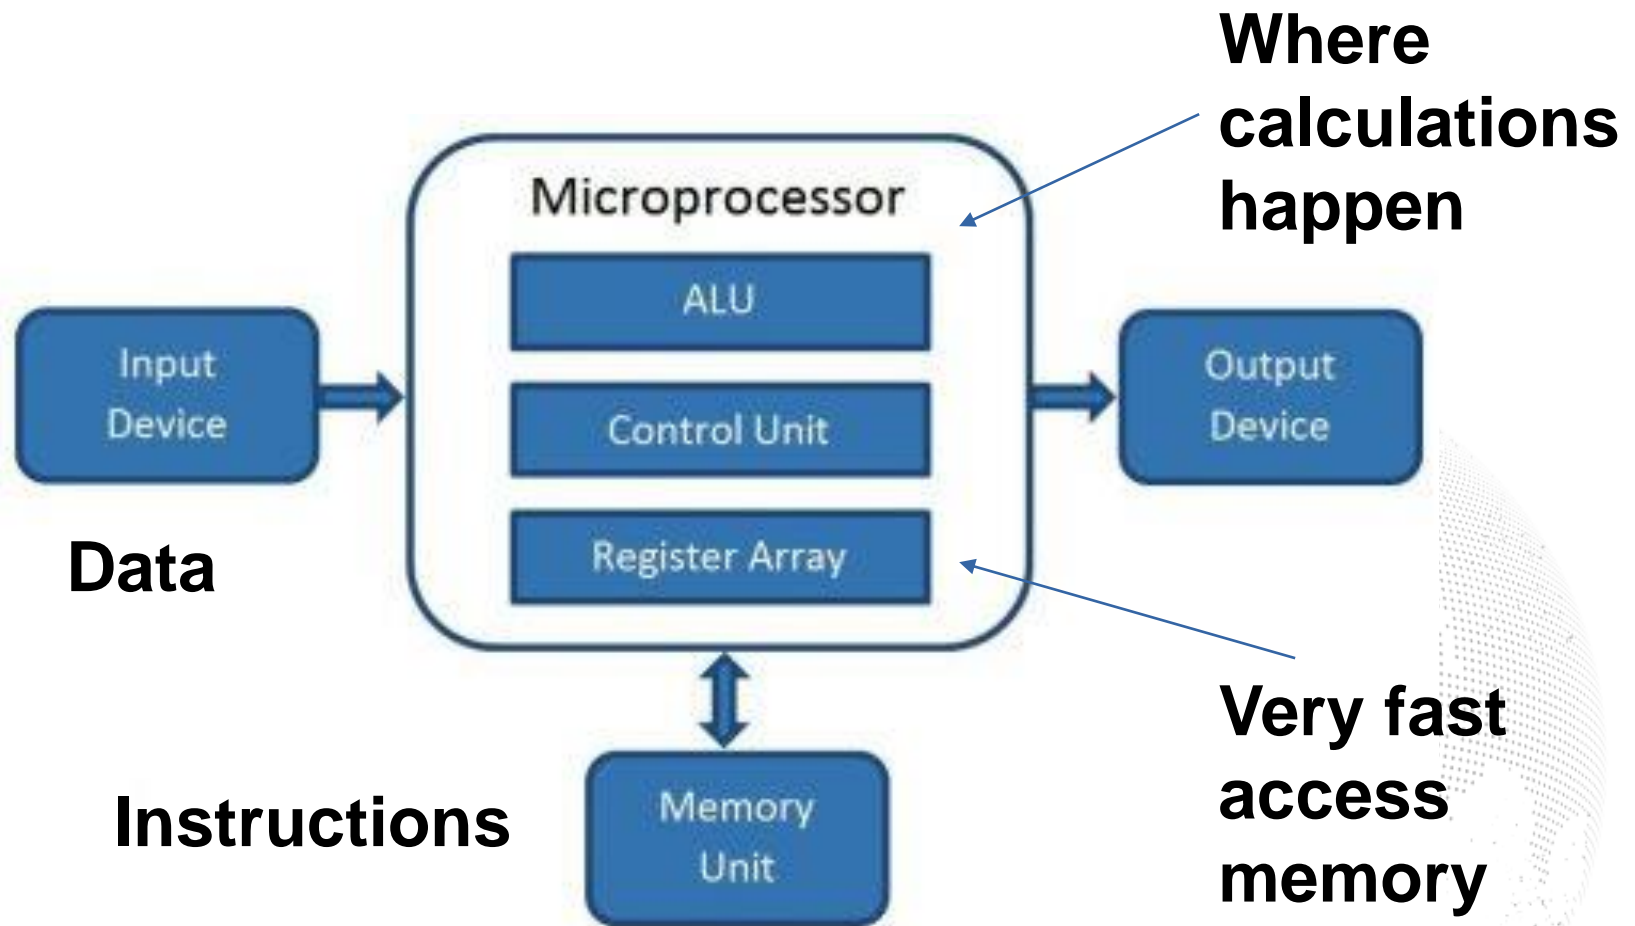 Where
calculations
happen
Microprocessor
ALU
Input
Device
Control Unit
Output
Device
Register Array
Data
Very fast
access
memory
Instructions
Memory
Unit